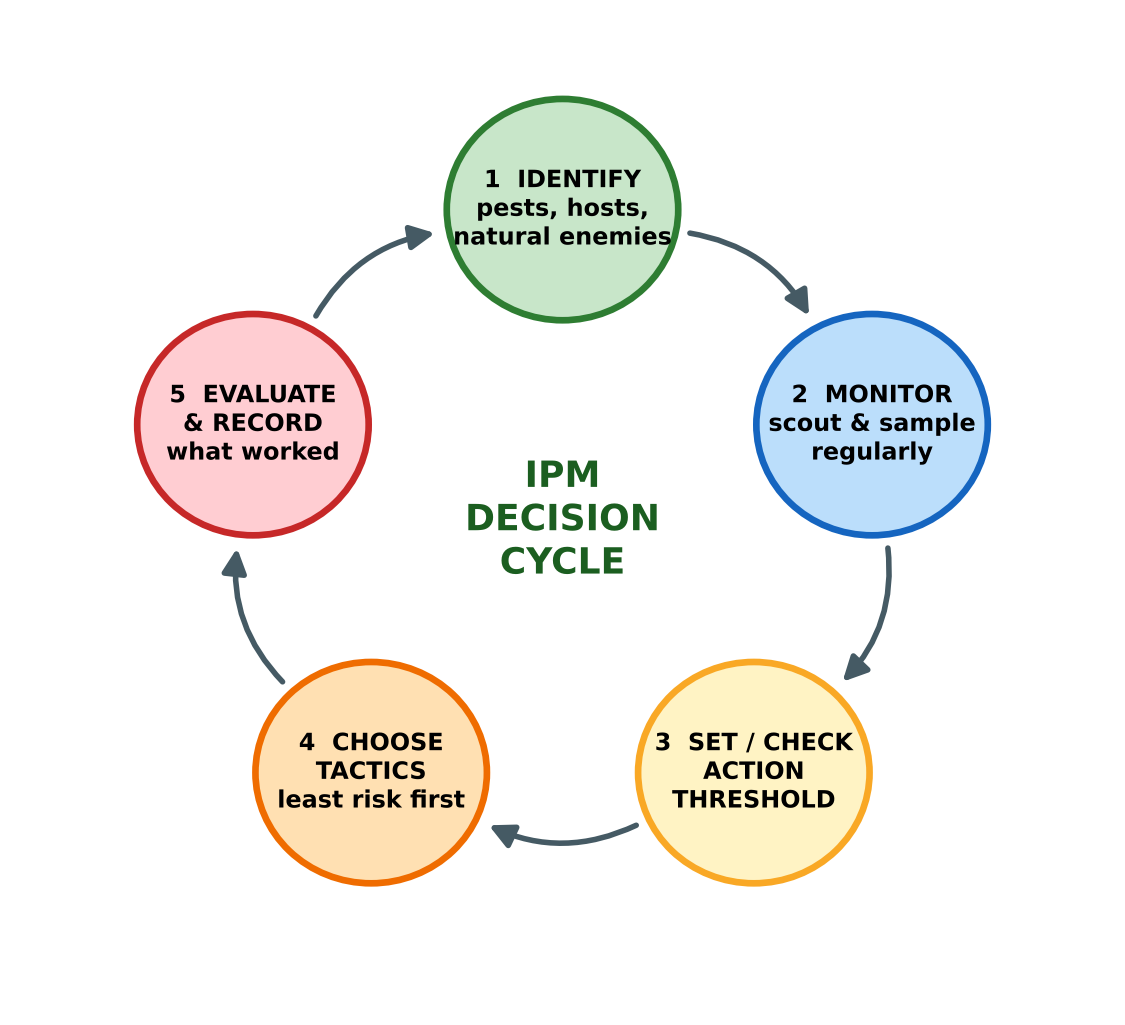 1  IDENTIFY
pests, hosts,
natural enemies
2  MONITOR
scout & sample
regularly
3  SET / CHECK
ACTION
THRESHOLD
4  CHOOSE
TACTICS
least risk first
5  EVALUATE
& RECORD
what worked
IPM
DECISION
CYCLE